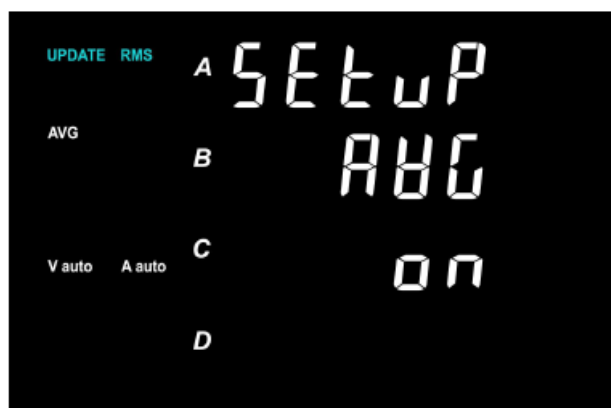 UPDATE RMS A SEtuP
AVG
B AVG
C on
V auto A auto
D